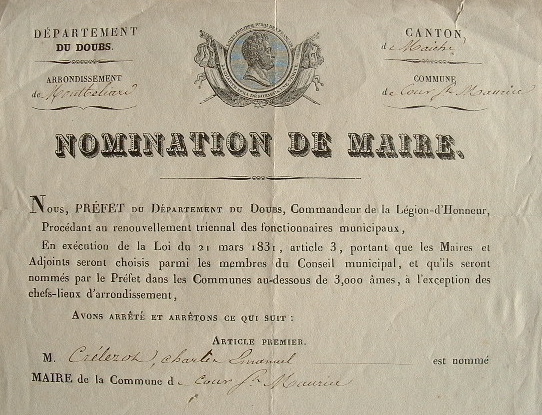 DÉPARTEMENT
DU DOUBS.
ARRONDISSEMENT
de Montbéliard
CANTON
de Maiche
COMMUNE
de Cour St Maurice
NOMINATION DE MAIRE.
Nous, PRÉFET du Département du Doubs, Commandeur de la Légion-d'Honneur,
Procédant au renouvellement triennal des fonctionnaires municipaux,
En exécution de la Loi du 21 mars 1831, article 3, portant que les Maires et
Adjoints seront choisis parmi les membres du Conseil municipal, et qu'ils seront
nommés par le Préfet dans les Communes au-dessous de 3,000 âmes, à l'exception des
chefs-lieux d'arrondissement,
Avons arrêté et arrêtons ce qui suit :
Article premier.
M. Crélerot, Charles Emanuel est nommé
MAIRE de la Commune de Cour St Maurice